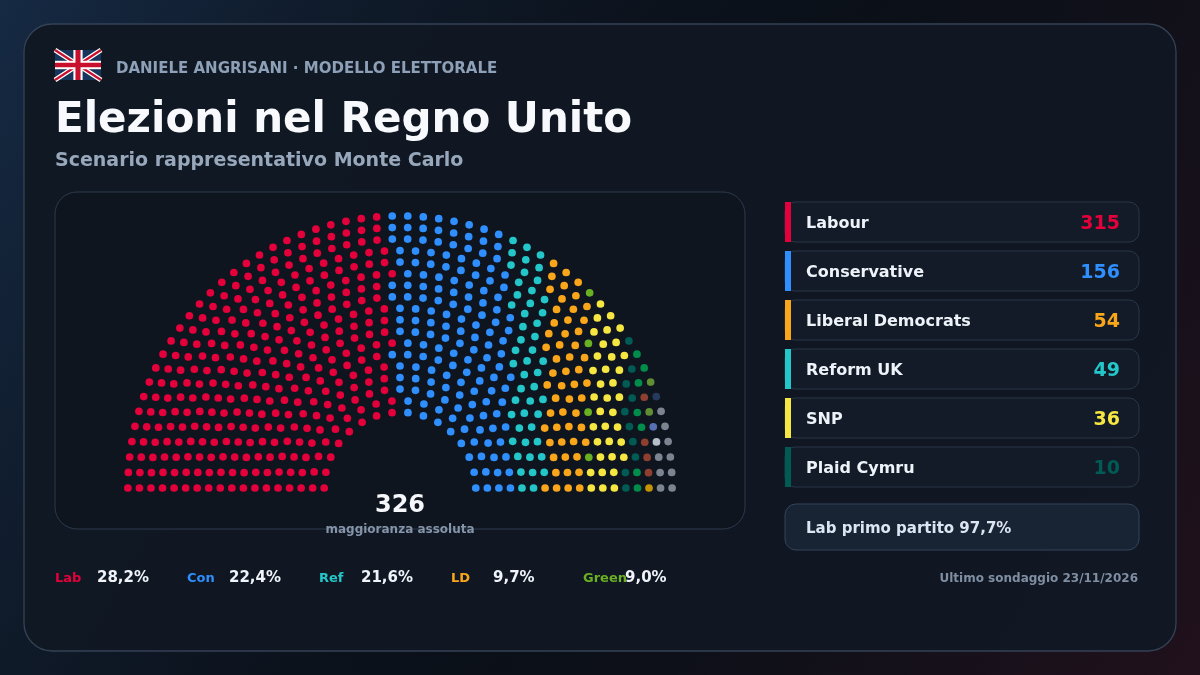 DANIELE ANGRISANI · MODELLO ELETTORALE
Elezioni nel Regno Unito
Scenario rappresentativo Monte Carlo
326
maggioranza assoluta
Labour 315
Conservative 156
Liberal Democrats 54
Reform UK 49
SNP 36
Plaid Cymru 10
Lab primo partito 97,7%
Lab 28,2% Con 22,4% Ref 21,6% LD 9,7% Green 9,0%
Ultimo sondaggio 23/11/2026